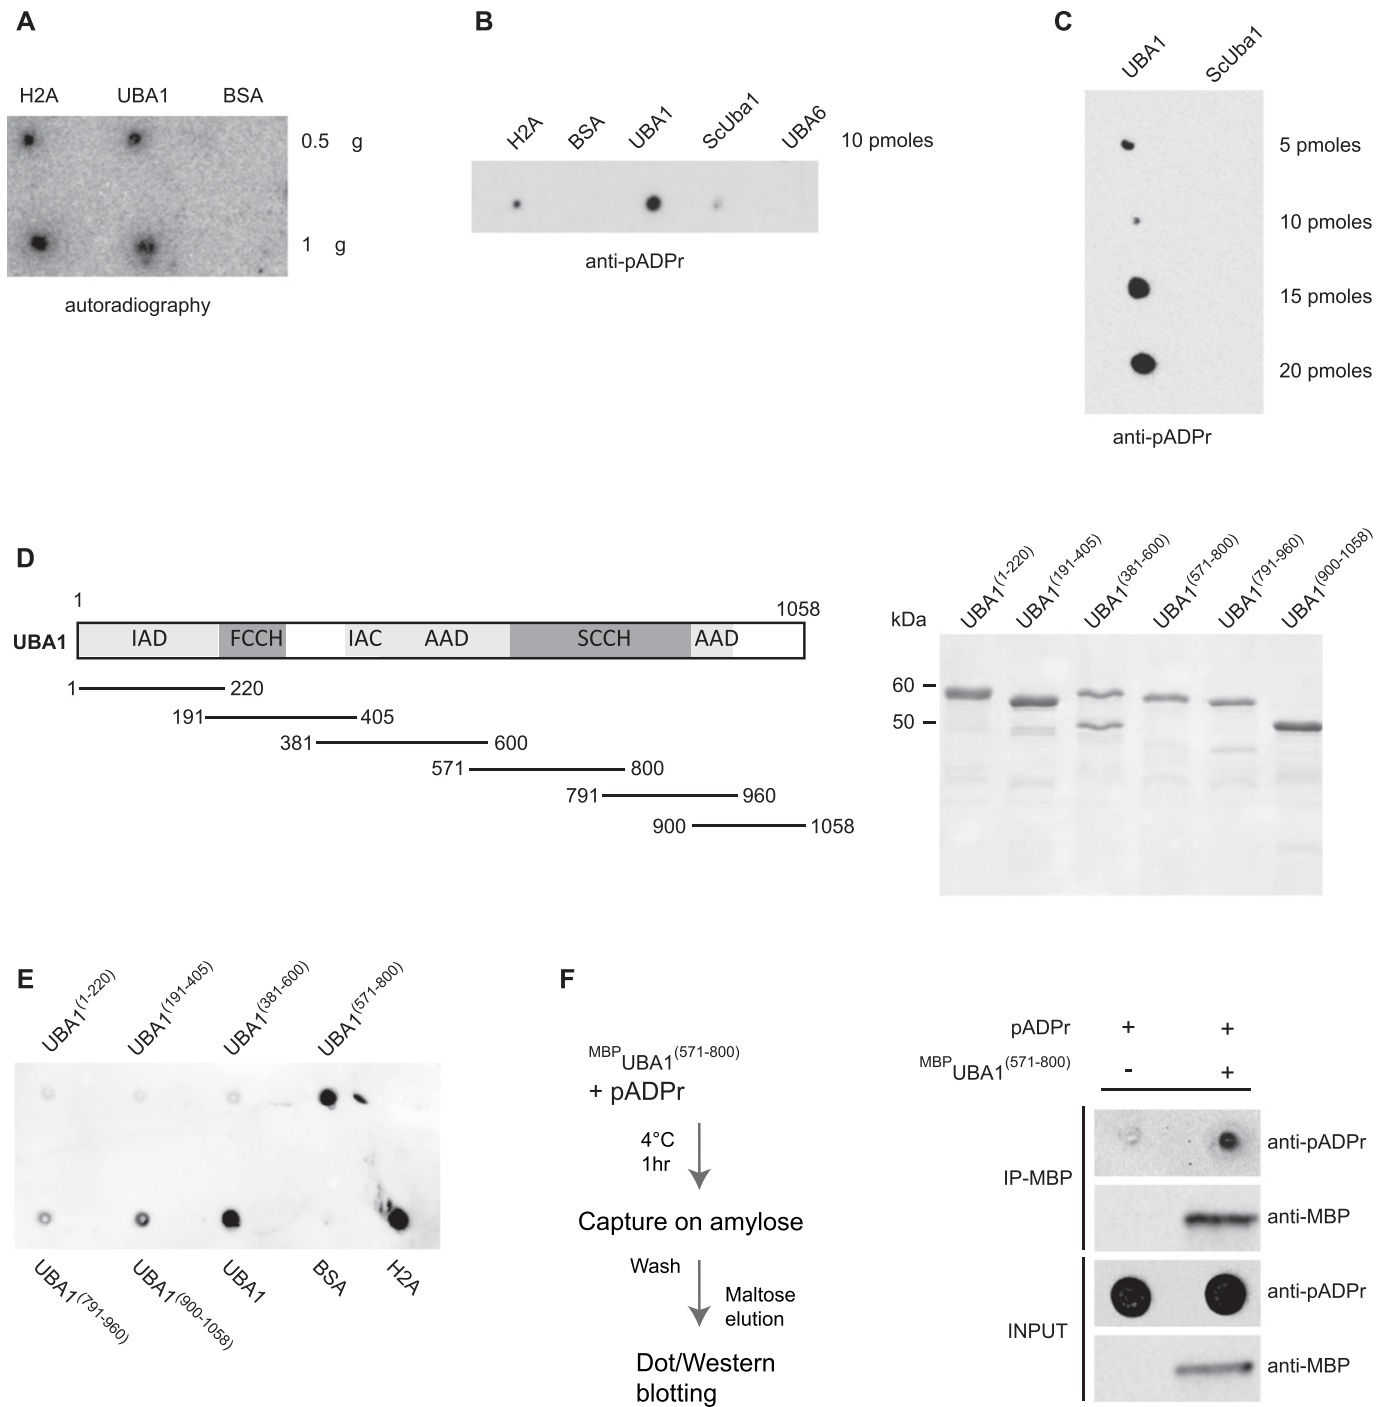 A
H2A UBA1 BSA
0.5 g
1 g
autoradiography
B
H2A BSA UBA1 ScUba1 UBA6
10 pmoles
anti-pADPr
C
UBA1 ScUba1
5 pmoles
10 pmoles
15 pmoles
20 pmoles
anti-pADPr
D
1
1058
UBA1 IAD FCCH IAC AAD SCCH AAD
1 220
191 405
381 600
571 800
791 960
900 1058
UBA1(1-220) UBA1(191-405) UBA1(381-600) UBA1(571-800) UBA1(791-960) UBA1(900-1058)
kDa
60
50
E
UBA1(1-220) UBA1(191-405) UBA1(381-600) UBA1(571-800)
UBA1(791-960) UBA1(900-1058) UBA1 BSA H2A
F
MBPUBA1(571-800)
+ pADPr
4°C
1hr
Capture on amylose
Wash
Maltose
elution
Dot/Western
blotting
pADPr + +
MBPUBA1(571-800) - +
IP-MBP
anti-pADPr
anti-MBP
INPUT
anti-pADPr
anti-MBP